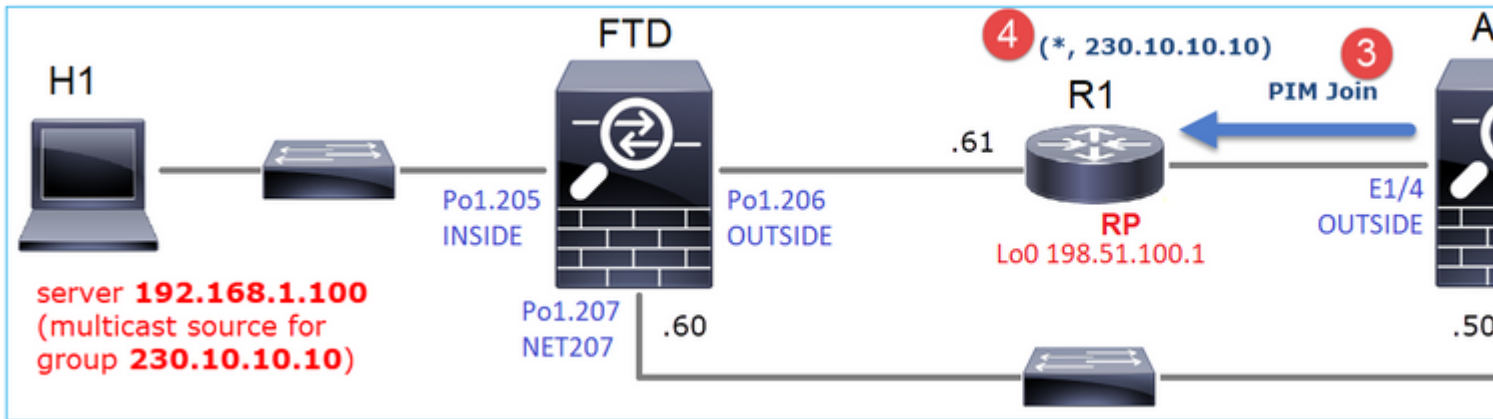 FTD
4
(*, 230.10.10.10)
3
A
H1
R1
PIM Join
.61
Po1.205
INSIDE
Po1.206
OUTSIDE
E1/4
OUTSIDE
RP
Lo0 198.51.100.1
server 192.168.1.100
(multicast source for
group 230.10.10.10)
Po1.207
NET207
.60
.50